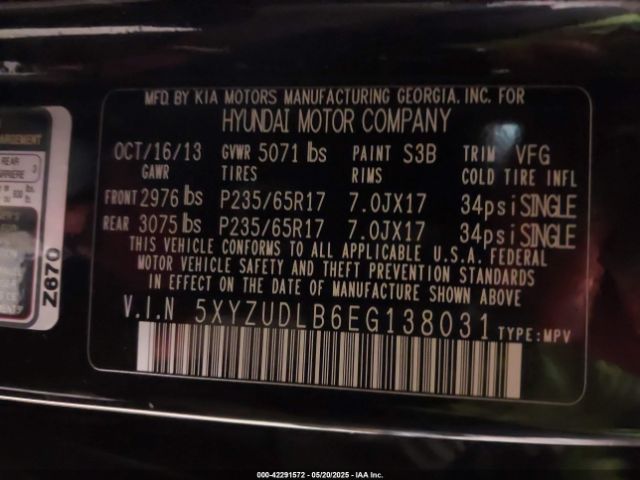 MFD. BY KIA MOTORS MANUFACTURING GEORGIA, INC. FOR
HYUNDAI MOTOR COMPANY
OCT/16/13 GVWR 5071 lbs PAINT S3B TRIM VFG
GAWR TIRES RIMS COLD TIRE INFL
FRONT 2976 lbs P235/65R17 7.0JX17 34psi SINGLE
REAR 3075 lbs P235/65R17 7.0JX17 34psi SINGLE
THIS VEHICLE CONFORMS TO ALL APPLICABLE U.S.A. FEDERAL
MOTOR VEHICLE SAFETY AND THEFT PREVENTION STANDARDS
IN EFFECT ON THE DATE OF MANUFACTURE SHOWN ABOVE.
V.I.N 5XYZUDLB6EG138031 TYPE:MPV
REAR
Z670
000-42291572 — 05/20/2025 — IAA Inc.